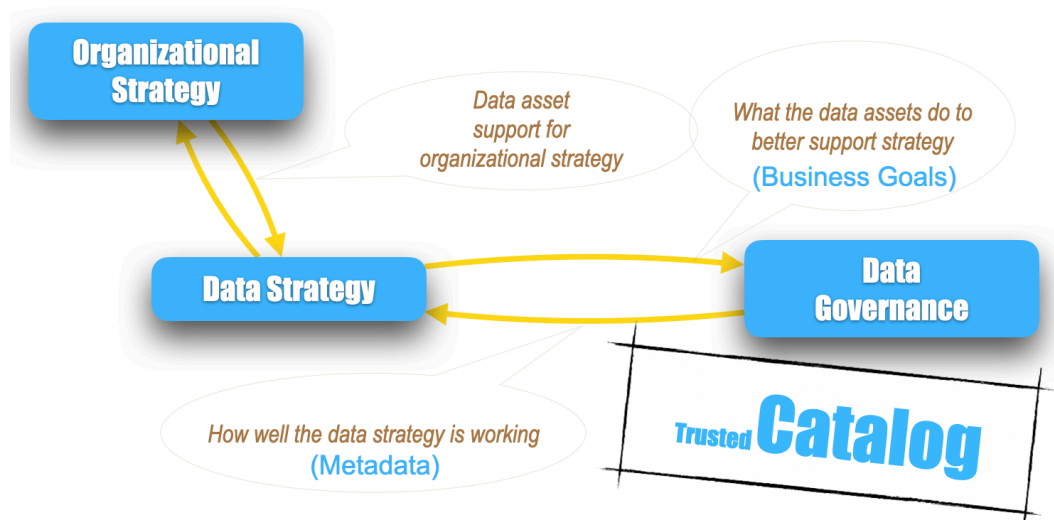 Organizational
Strategy
Data asset
support for
organizational strategy
What the data assets do to
better support strategy
(Business Goals)
Data Strategy
Data
Governance
How well the data strategy is working
(Metadata)
Trusted Catalog